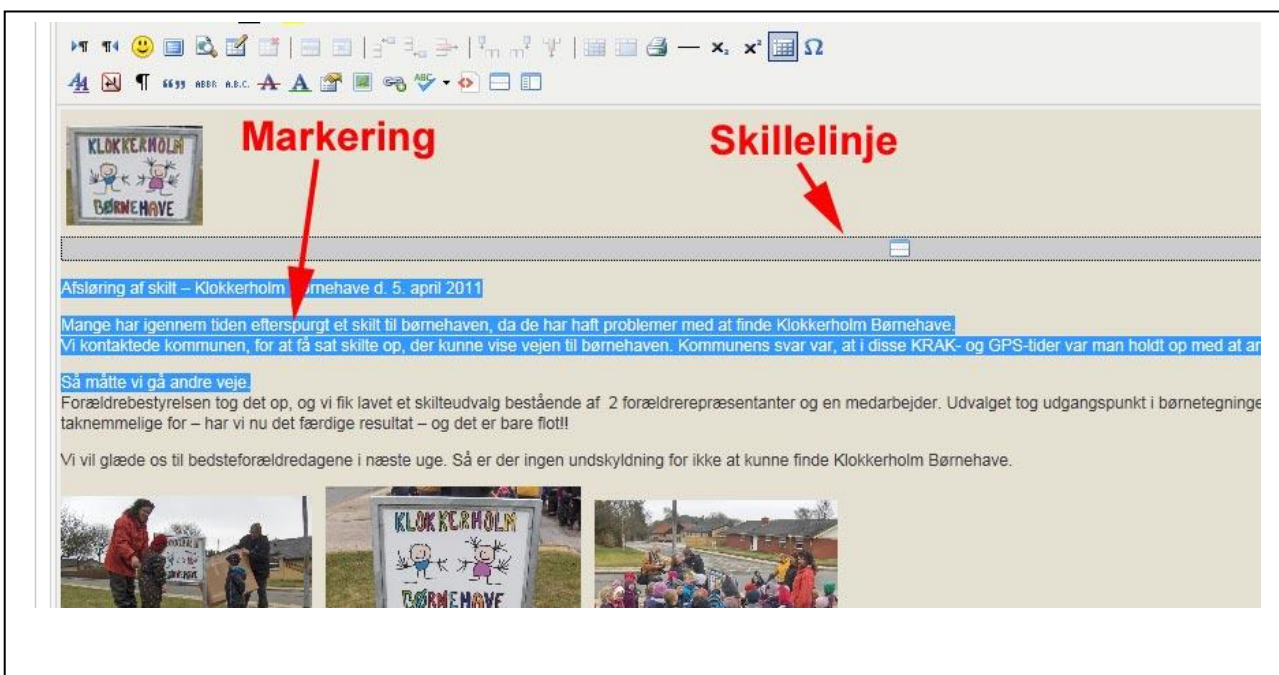 ABBR A.B.C.
ABC
Markering
Skillelinje
KLOKKERHOLM
BØRNEHAVE
Afsløring af skilt – Klokkerholm Børnehave d. 5. april 2011
Mange har igennem tiden efterspurgt et skilt til børnehaven, da de har haft problemer med at finde Klokkerholm Børnehave.
Vi kontaktede kommunen, for at få sat skilte op, der kunne vise vejen til børnehaven. Kommunens svar var, at i disse KRAK- og GPS-tider var man holdt op med at
Så måtte vi gå andre veje.
Forældrebestyrelsen tog det op, og vi fik lavet et skilteudvalg bestående af  2 forældrerepræsentanter og en medarbejder. Udvalget tog udgangspunkt i børnetegninge
taknemmelige for – har vi nu det færdige resultat – og det er bare flot!!
Vi vil glæde os til bedsteforældredagene i næste uge. Så er der ingen undskyldning for ikke at kunne finde Klokkerholm Børnehave.
KLOKKERHOLM
BØRNEHAVE